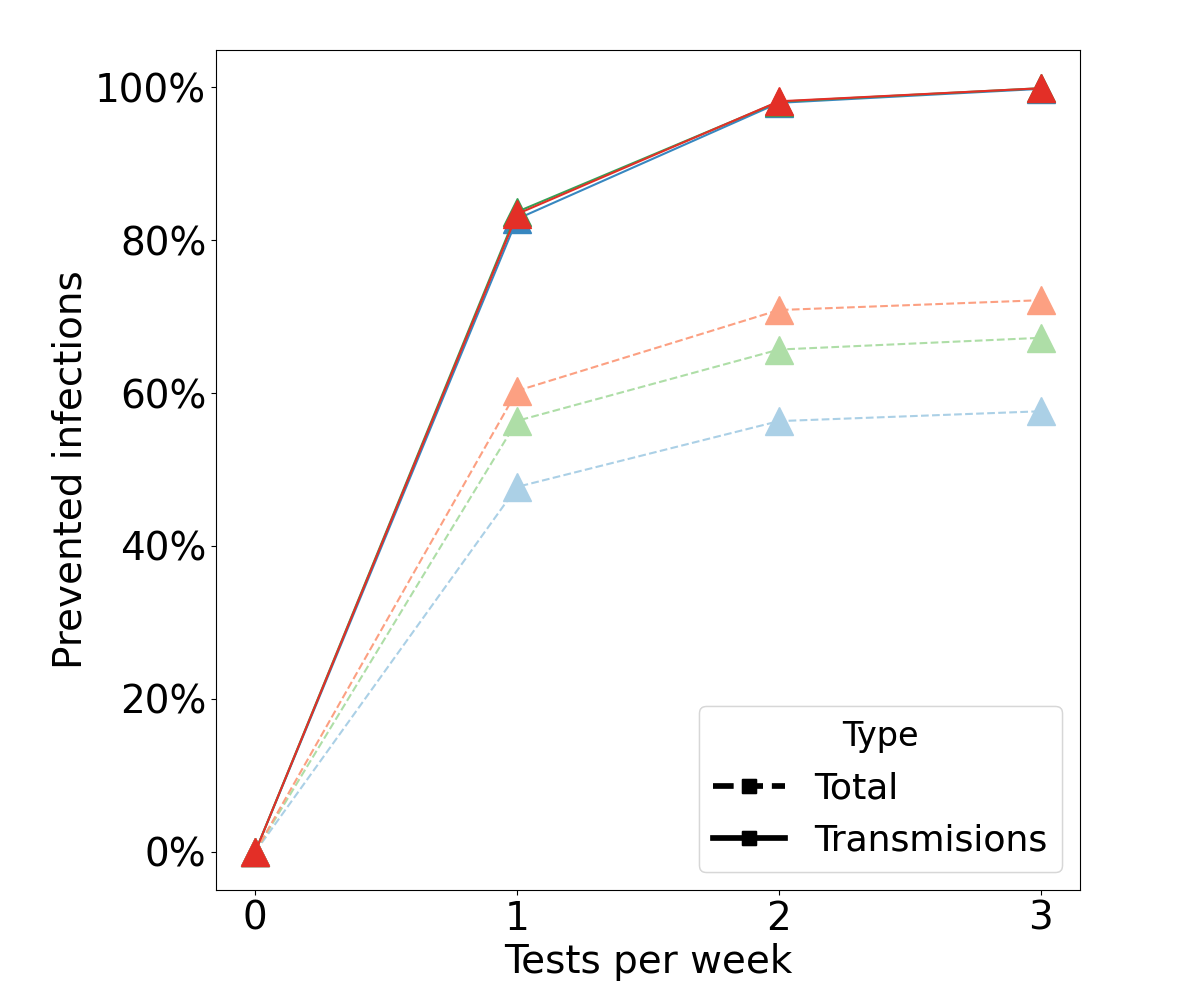 100%
80%
60%
40%
20%
0%
Prevented infections
0 1 2 3
Tests per week
Type
Total
Transmisions